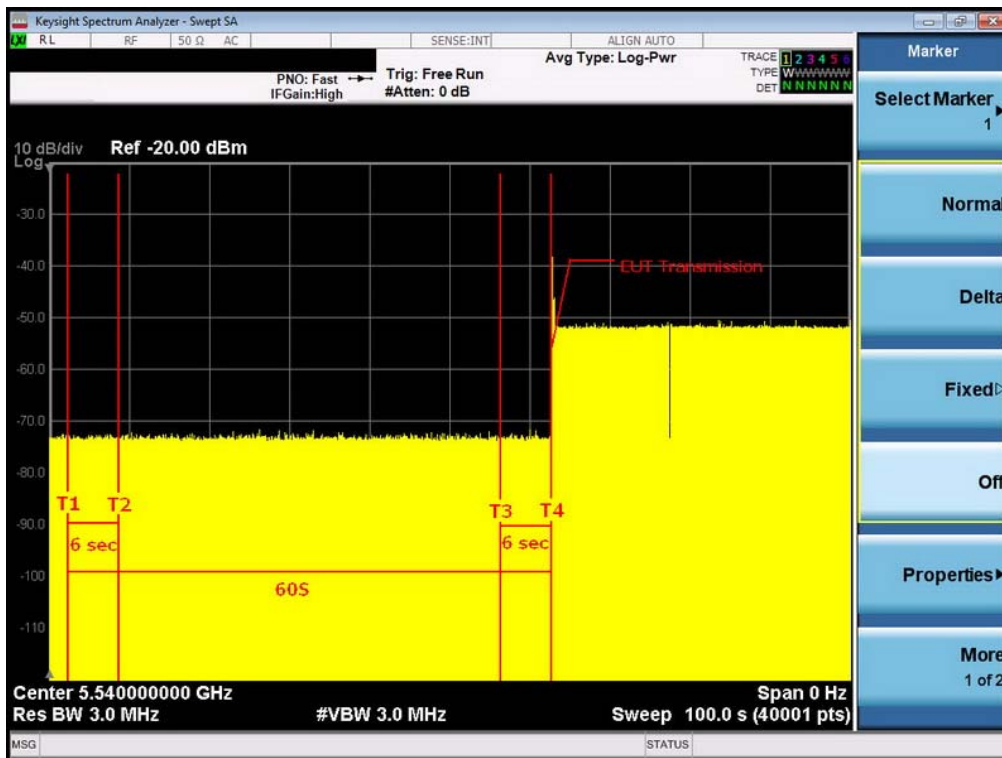 Keysight Spectrum Analyzer - Swept SA
LXI RL RF 50 Ω AC SENSE:INT ALIGN AUTO
Avg Type: Log-Pwr
TRACE 1 2 3 4 5 6
TYPE W
DET N N N N N N
PNO: Fast Trig: Free Run
IFGain:High #Atten: 0 dB
10 dB/div Ref -20.00 dBm
Log
-30.0
-40.0
EUT Transmission
-50.0
-60.0
-70.0
-80.0
T1 T2 T3 T4
-90.0
6 sec 6 sec
-100
60S
-110
Center 5.540000000 GHz Span 0 Hz
Res BW 3.0 MHz #VBW 3.0 MHz Sweep 100.0 s (40001 pts)
MSG STATUS
Marker
Select Marker
1
Normal
Delta
Fixed
Off
Properties
More
1 of 2